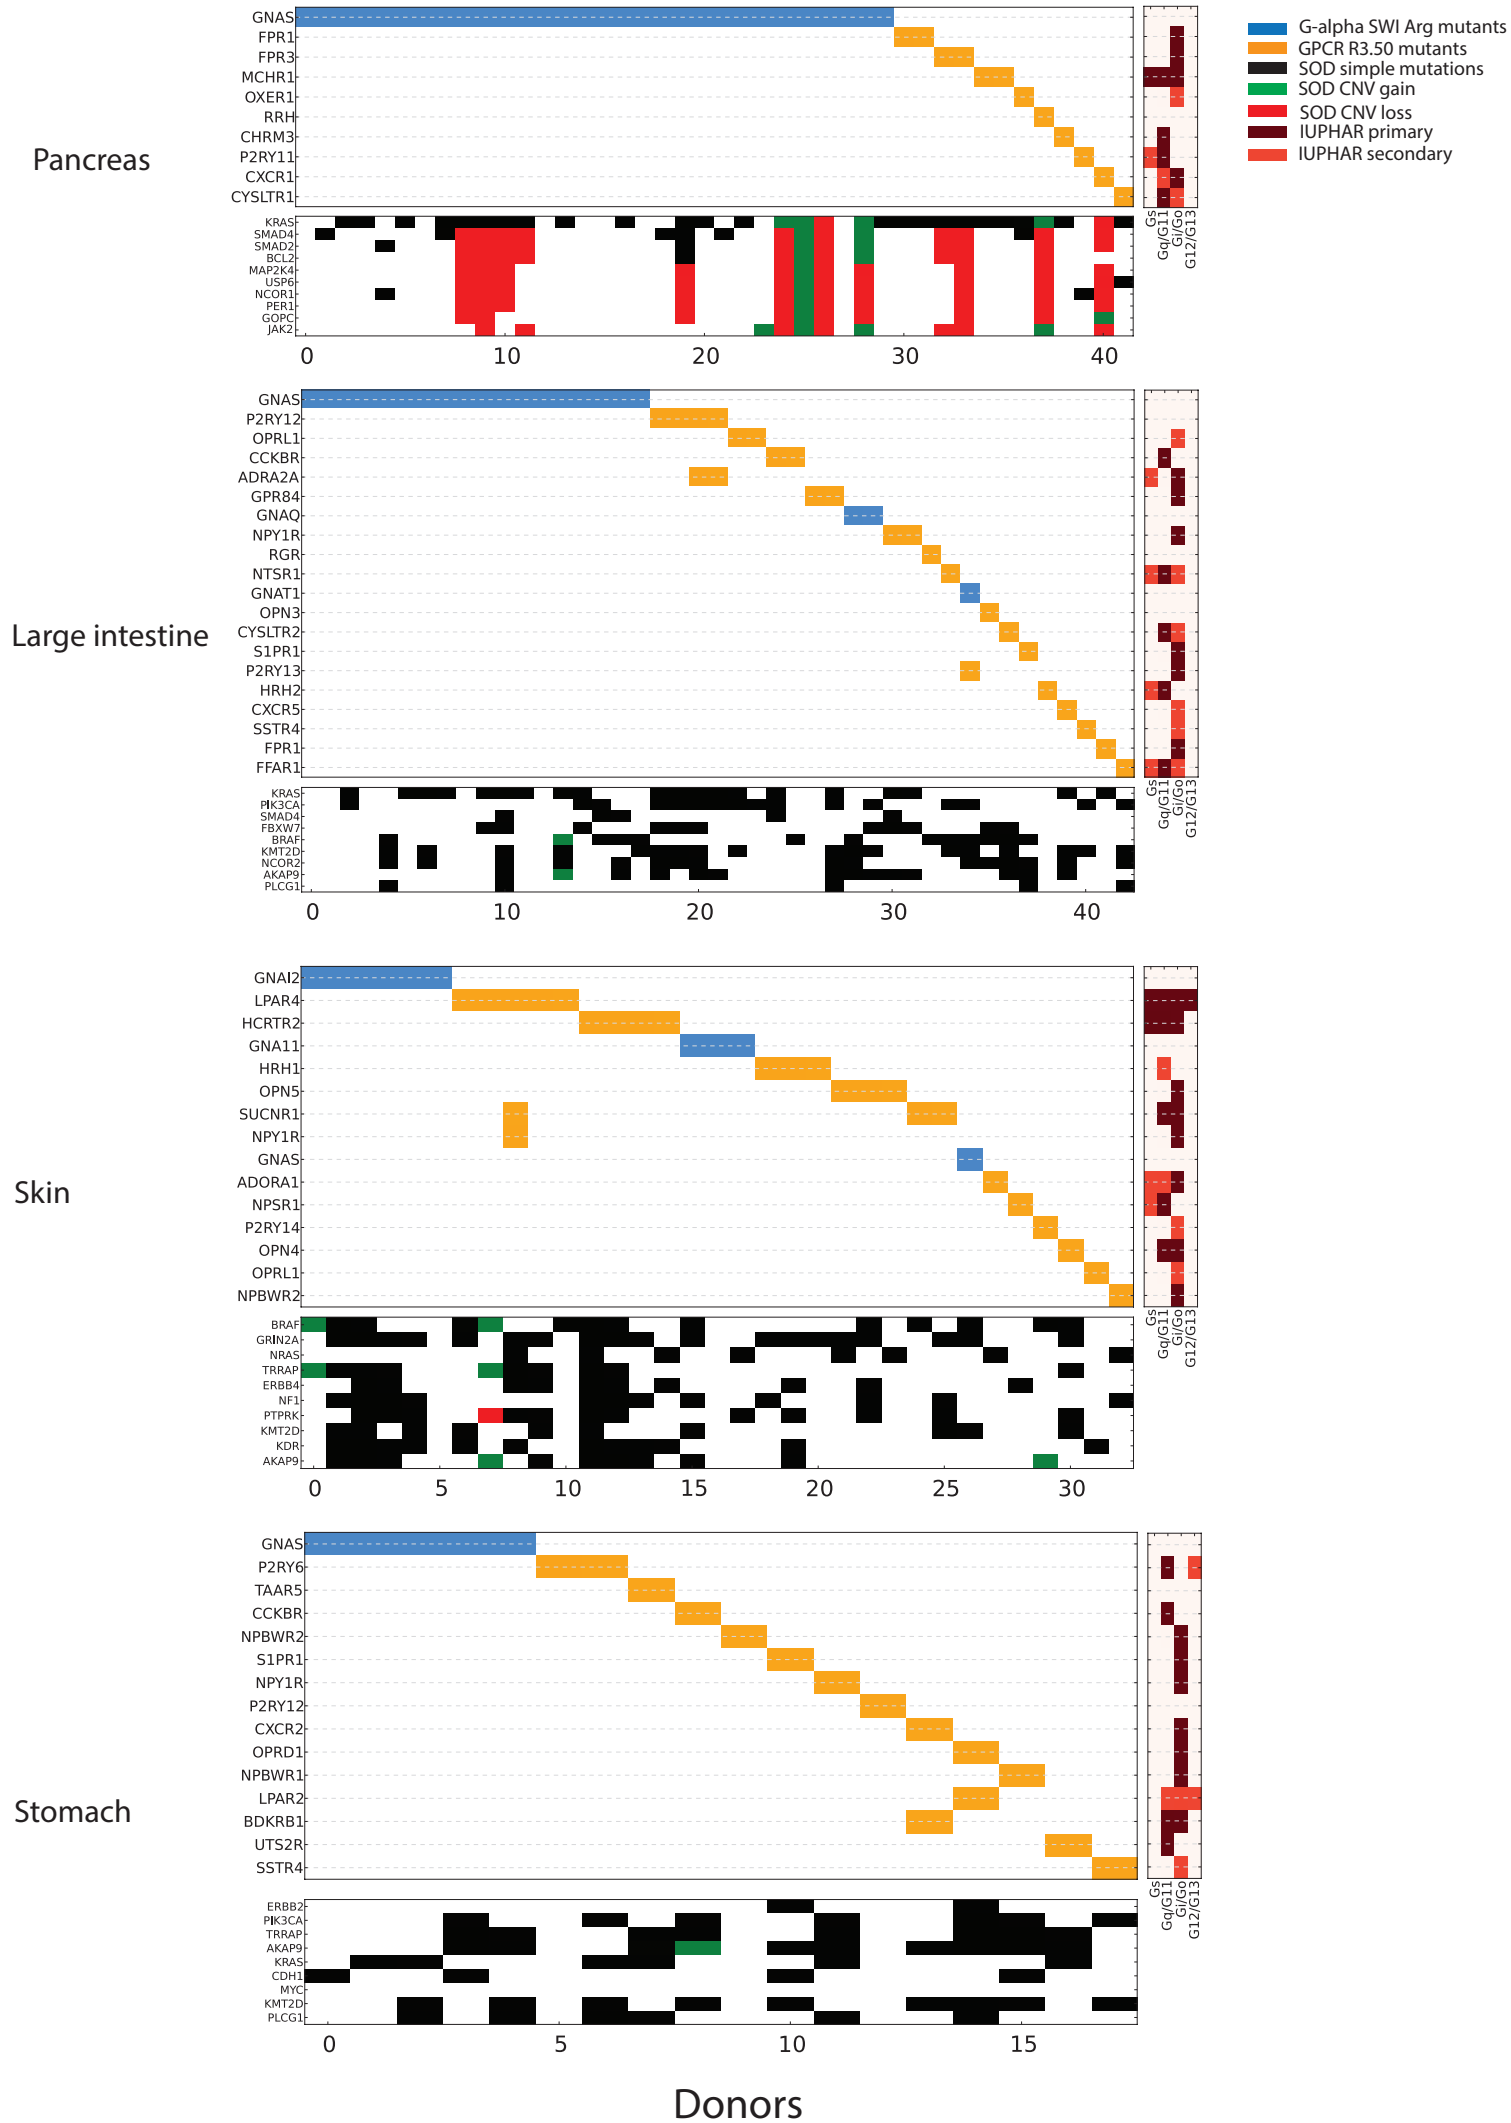 GNAS
FPR1
FPR3
MCHR1
OXER1
RRH
CHRM3
P2RY11
CXCR1
CYSLTR1
G-alpha SWI Arg mutants
GPCR R3.50 mutants
SOD simple mutations
SOD CNV gain
SOD CNV loss
IUPHAR primary
IUPHAR secondary
Pancreas
KRAS
SMAD4
SMAD2
BCL2
MAP2K4
USP6
NCOR1
PER1
GOPC
JAK2
Gs
Gq/G11
Gi/Go
G12/G13
0 10 20 30 40
GNAS
P2RY12
OPRL1
CCKBR
ADRA2A
GPR84
GNAQ
NPY1R
RGR
NTSR1
GNAT1
OPN3
CYSLTR2
S1PR1
P2RY13
HRH2
CXCR5
SSTR4
FPR1
FFAR1
Large intestine
KRAS
PIK3CA
SMAD4
FBXW7
BRAF
KMT2D
NCOR2
AKAP9
PLCG1
Gs
Gq/G11
Gi/Go
G12/G13
0 10 20 30 40
GNAI2
LPAR4
HCRTR2
GNA11
HRH1
OPN5
SUCNR1
NPY1R
GNAS
ADORA1
NPSR1
P2RY14
OPN4
OPRL1
NPBWR2
Skin
BRAF
GRIN2A
NRAS
TRRAP
ERBB4
NF1
PTPRK
KMT2D
KDR
AKAP9
Gs
Gq/G11
Gi/Go
G12/G13
0 5 10 15 20 25 30
GNAS
P2RY6
TAAR5
CCKBR
NPBWR2
S1PR1
NPY1R
P2RY12
CXCR2
OPRD1
NPBWR1
LPAR2
BDKRB1
UTS2R
SSTR4
Stomach
ERBB2
PIK3CA
TRRAP
AKAP9
KRAS
CDH1
MYC
KMT2D
PLCG1
Gs
Gq/G11
Gi/Go
G12/G13
0 5 10 15
Donors